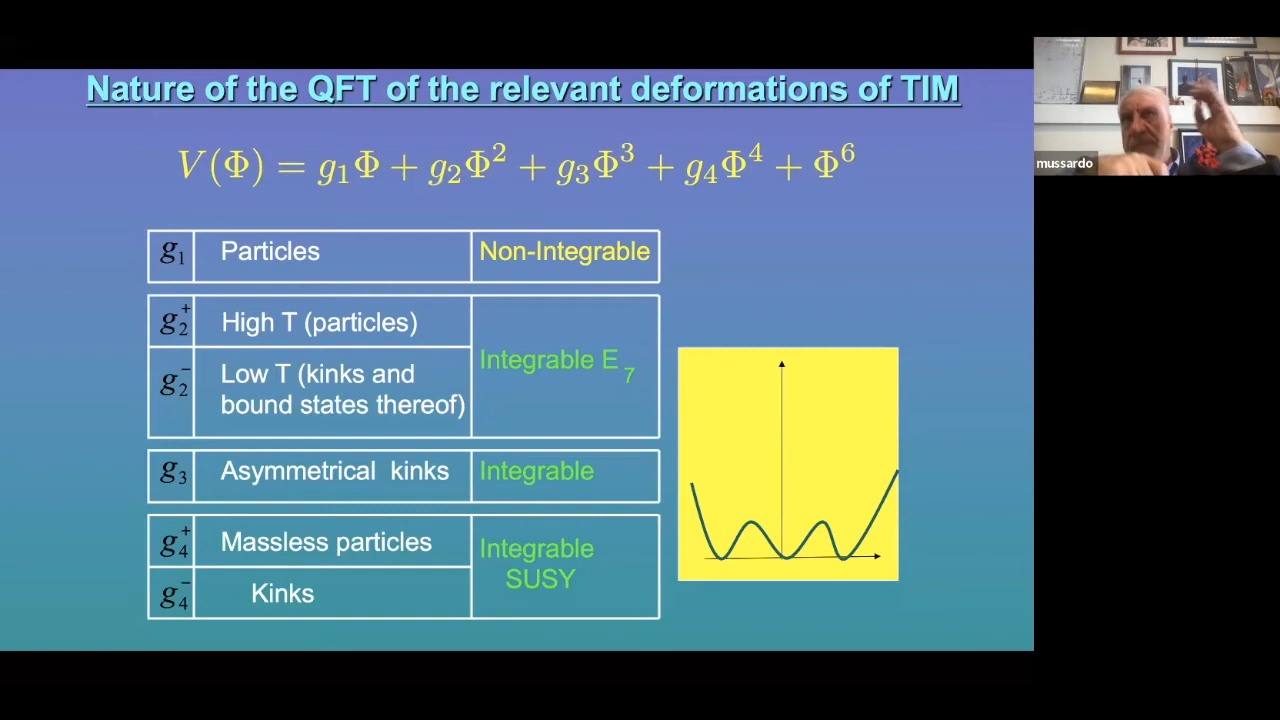 Nature of the QFT of the relevant deformations of TIM
V(Φ) = g₁Φ + g₂Φ² + g₃Φ³ + g₄Φ⁴ + Φ⁶
g₁ Particles Non-Integrable
g₂⁺ High T (particles)
Integrable E₇
g₂⁻ Low T (kinks and
bound states thereof)
g₃ Asymmetrical kinks Integrable
g₄⁺ Massless particles
Integrable
SUSY
g₄⁻ Kinks
mussardo